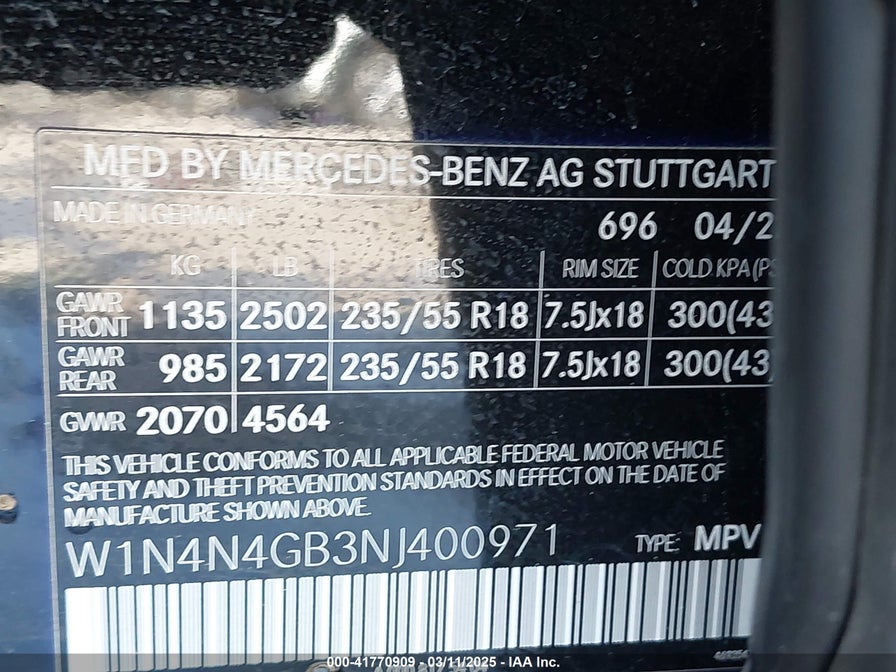 MFD BY MERCEDES-BENZ AG STUTTGART
MADE IN GERMANY
696 04/2
KG LB TIRES RIM SIZE COLD KPA(PS
GAWR FRONT 1135 2502 235/55 R18 7.5Jx18 300(43
GAWR REAR 985 2172 235/55 R18 7.5Jx18 300(43)
GVWR 2070 4564
THIS VEHICLE CONFORMS TO ALL APPLICABLE FEDERAL MOTOR VEHICLE
SAFETY AND THEFT PREVENTION STANDARDS IN EFFECT ON THE DATE OF
MANUFACTURE SHOWN ABOVE.
W1N4N4GB3NJ400971 TYPE: MPV
000-41770909 - 03/11/2025 - IAA Inc.